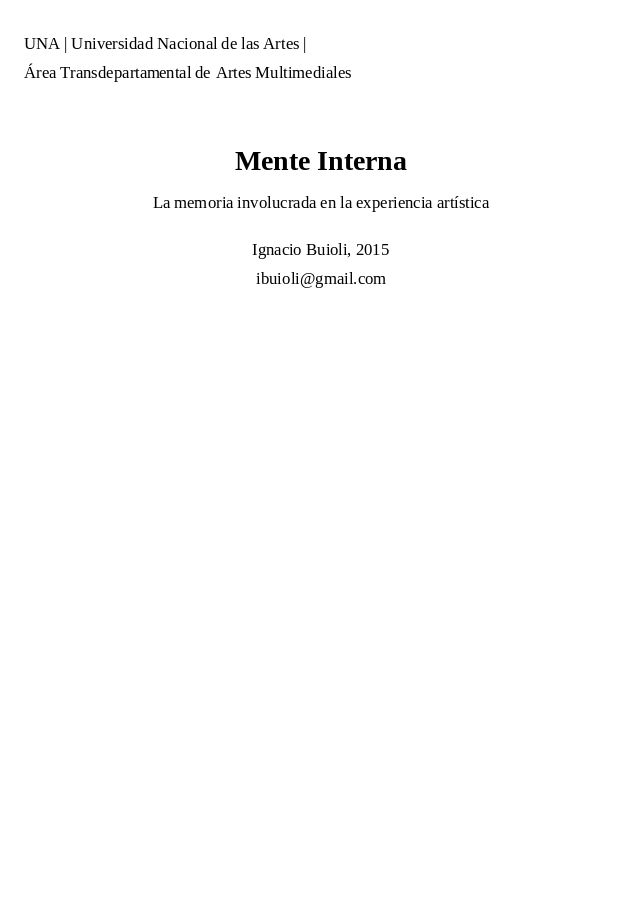 UNA | Universidad Nacional de las Artes |
Área Transdepartamental de Artes Multimediales
Mente Interna
La memoria involucrada en la experiencia artística
Ignacio Buioli, 2015
ibuioli@gmail.com